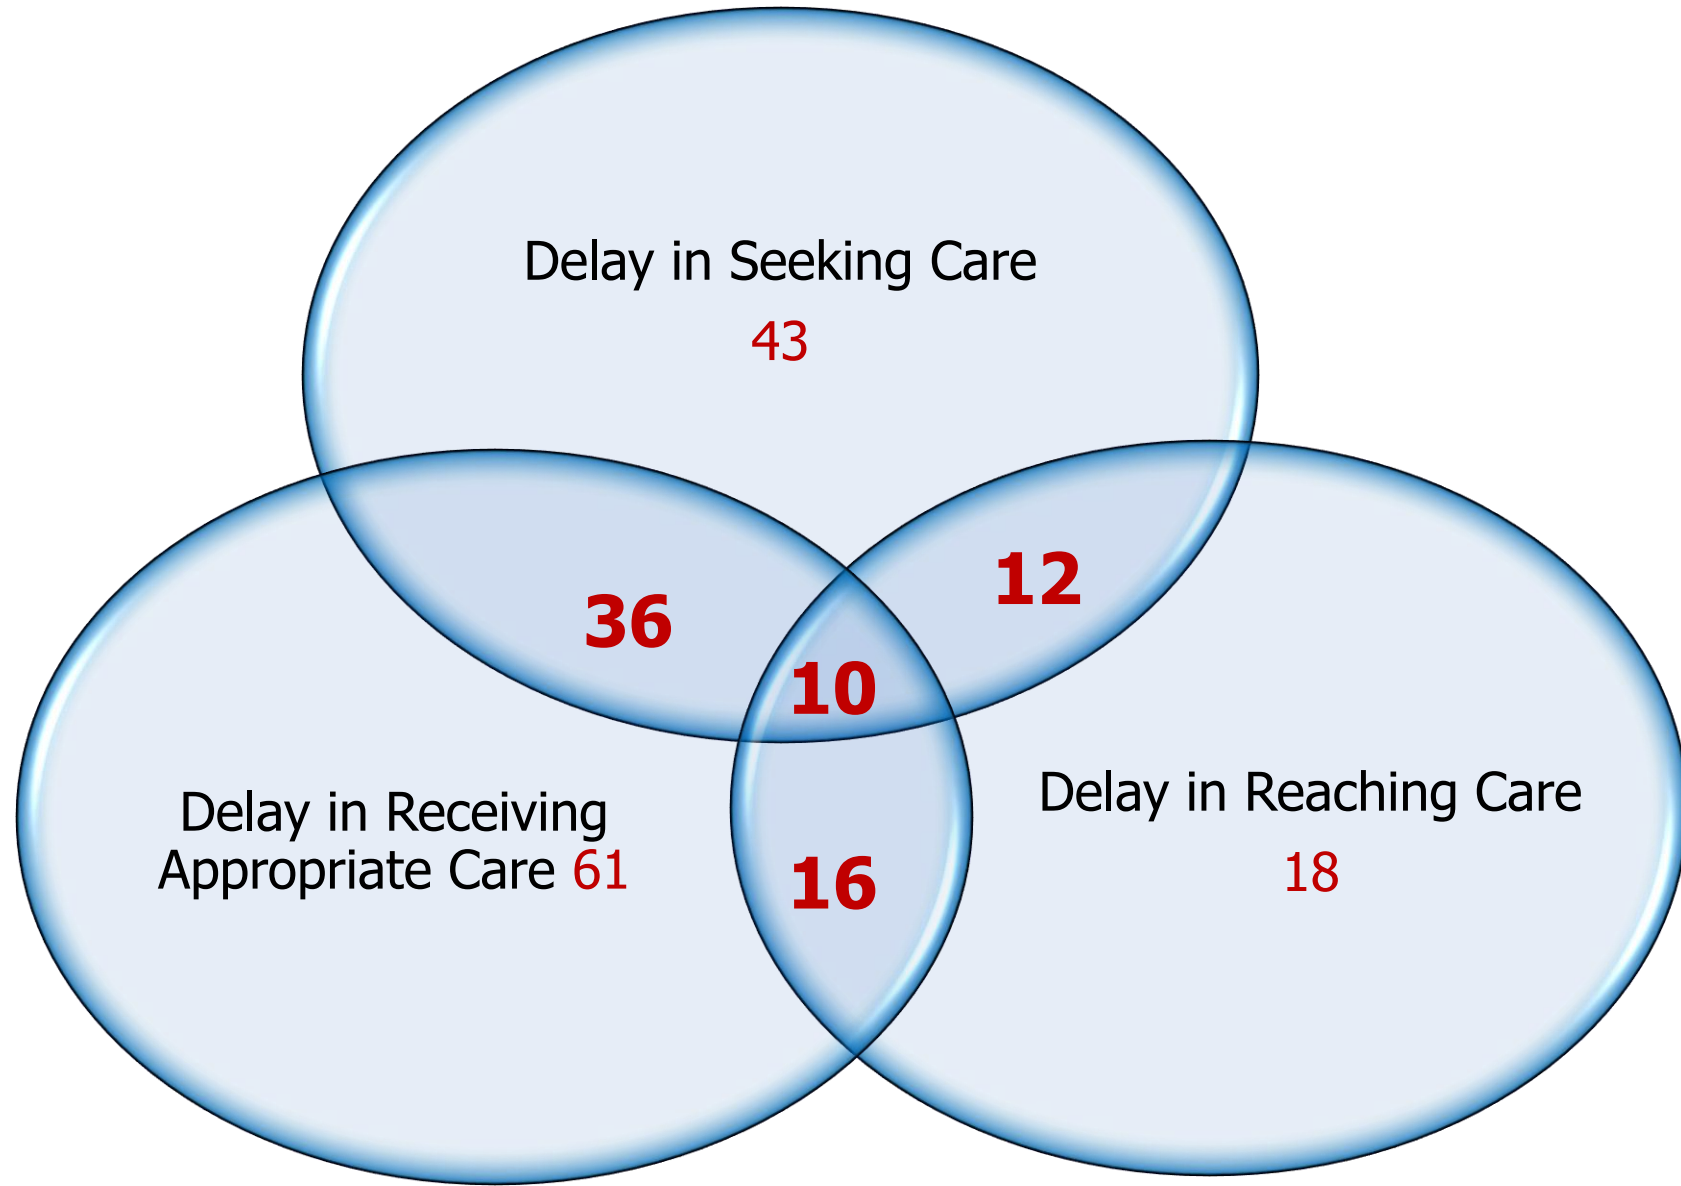 Delay in Seeking Care
43
36
12
10
Delay in Receiving
Appropriate Care 61
16
Delay in Reaching Care
18